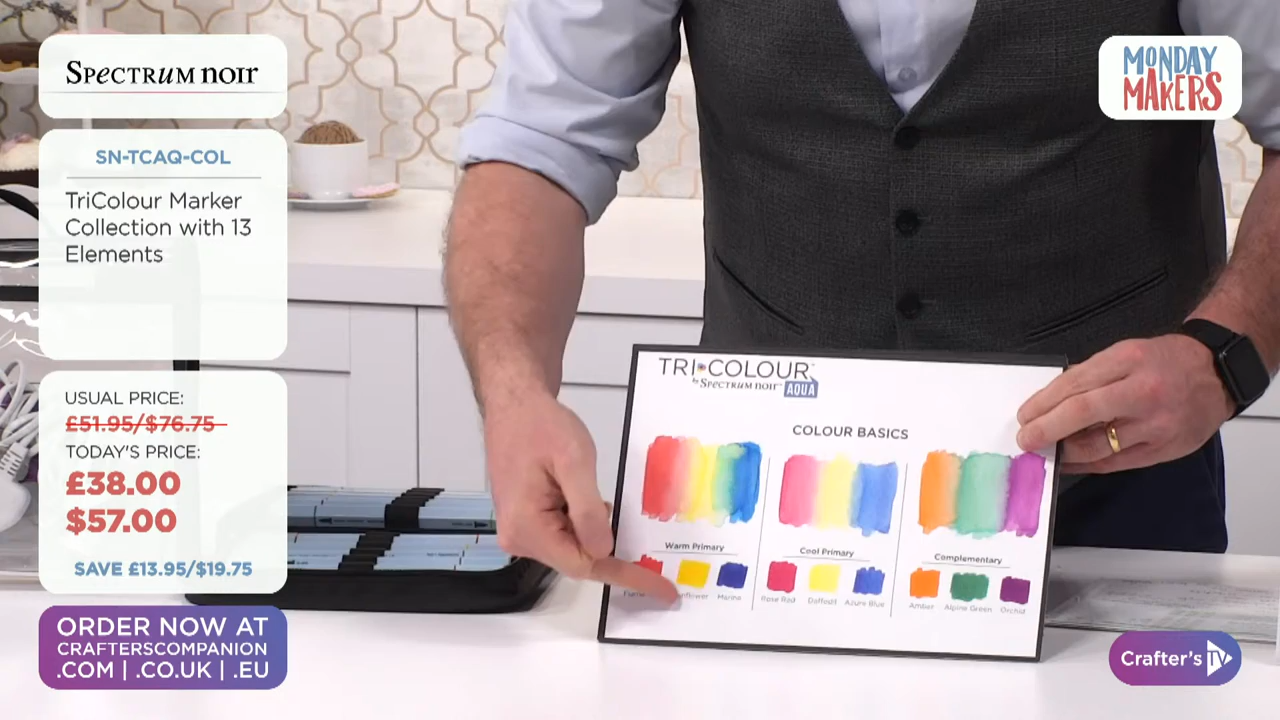 Spectrum noir
SN-TCAQ-COL
TriColour Marker
Collection with 13
Elements
USUAL PRICE:
£51.95/$76.75
TODAY'S PRICE:
£38.00
$57.00
SAVE £13.95/$19.75
ORDER NOW AT
CRAFTERSCOMPANION
.COM | .CO.UK | .EU
MONDAY
MAKERS
TRI COLOUR™
by Spectrum noir™ AQUA
COLOUR BASICS
Warm Primary
Marine
Cool Primary
Rose Red Daffodil Azure Blue
Complementary
Amber Alpine Green Orchid
Crafter's TV